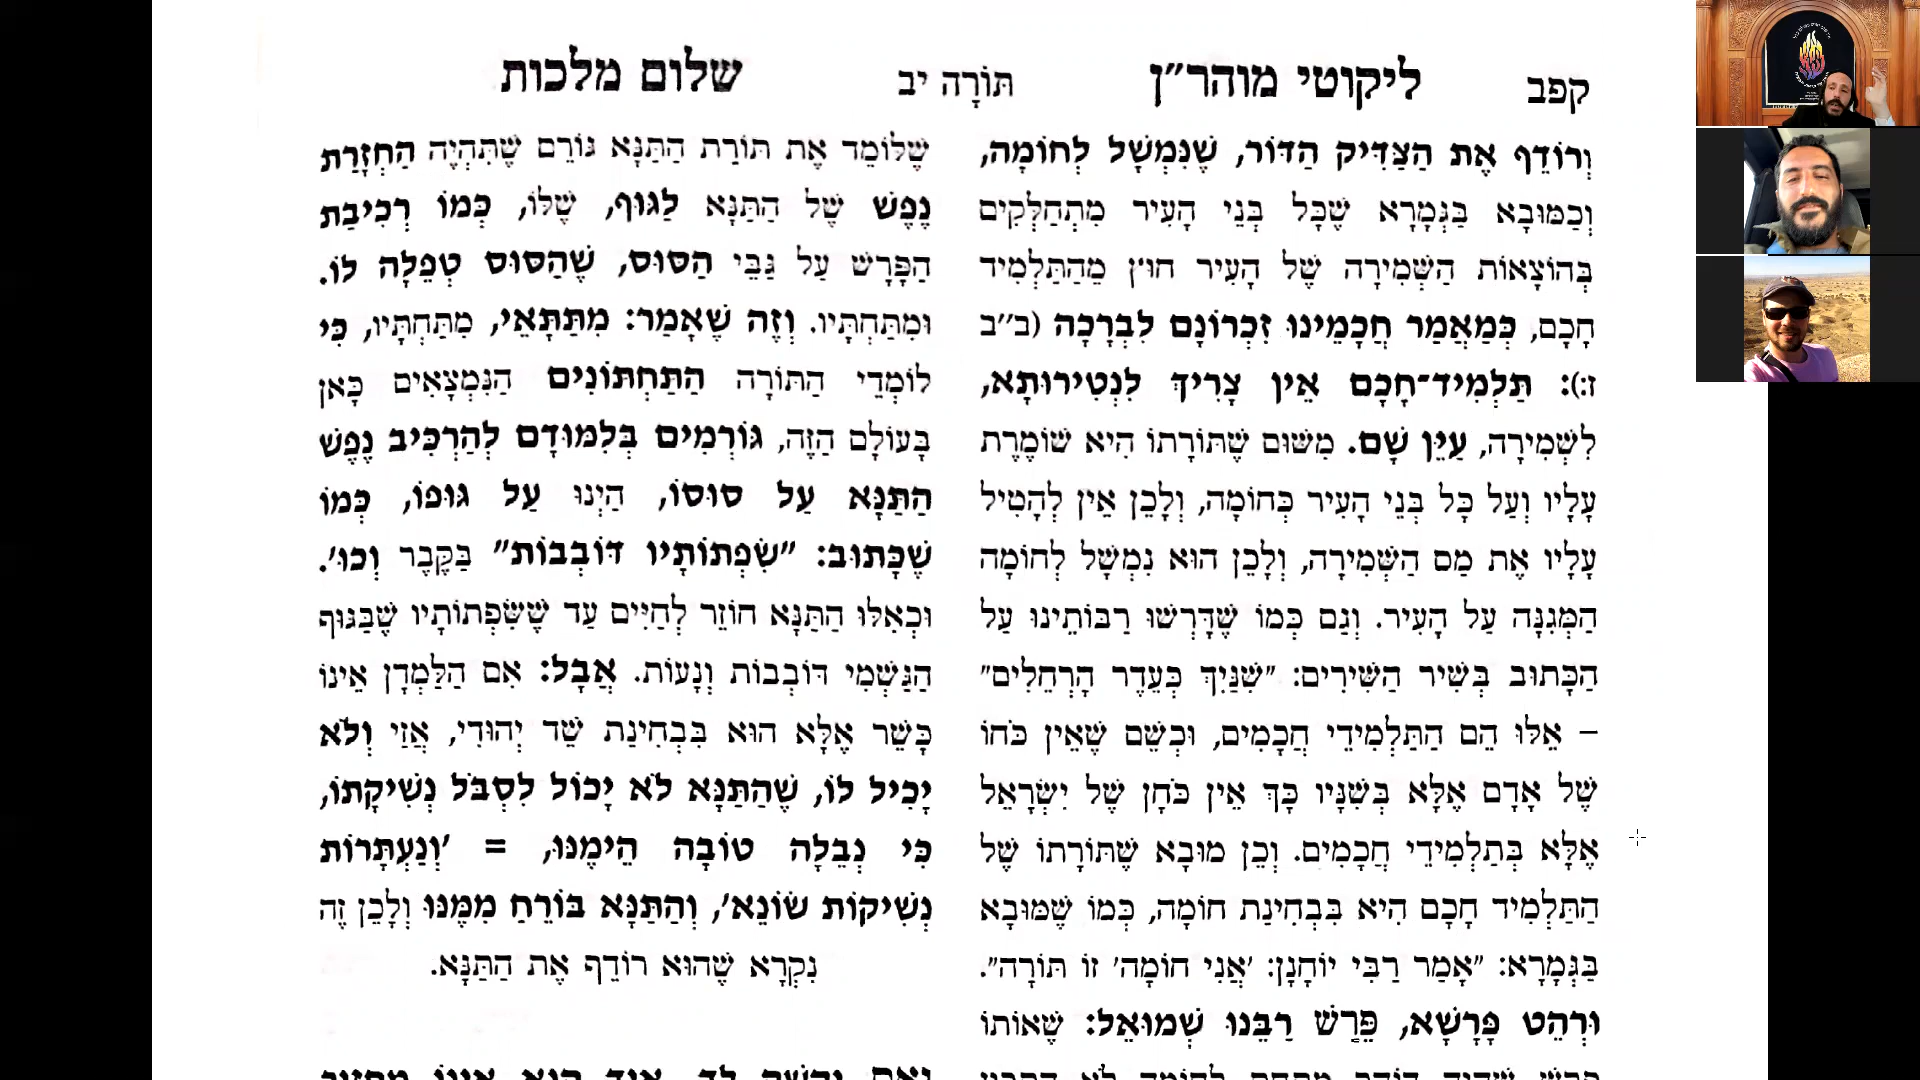 קפב
ליקוטי מוהר״ן
תּוֹרָה יב
שלום מלכות
וְרוֹדֵף אֶת הַצַּדִּיק הַדּוֹר, שֶׁנִּמְשָׁל לְחוֹמָה,
וְכַמּוּבָא בַּגְּמָרָא שֶׁכָּל בְּנֵי הָעִיר מִתְחַלְּקִים
בְּהוֹצָאוֹת הַשְּׁמִירָה שֶׁל הָעִיר חוּץ מֵהַתַּלְמִיד
חָכָם, כְּמַאֲמַר חֲכָמֵינוּ זִכְרוֹנָם לִבְרָכָה (ב״ב
ז:): תַּלְמִיד־חָכָם אֵין צָרִיךְ לִנְטִירוּתָא,
לִשְׁמִירָה, עַיֵּן שָׁם. מִשּׁוּם שֶׁתּוֹרָתוֹ הִיא שׁוֹמֶרֶת
עָלָיו וְעַל כָּל בְּנֵי הָעִיר כְּחוֹמָה, וְלָכֵן אֵין לְהָטִיל
עָלָיו אֶת מַס הַשְּׁמִירָה, וְלָכֵן הוּא נִמְשָׁל לְחוֹמָה
הַמְּגִנָּה עַל הָעִיר. וְגַם כְּמוֹ שֶׁדָּרְשׁוּ רַבּוֹתֵינוּ עַל
הַכָּתוּב בְּשִׁיר הַשִּׁירִים: ״שִׁנַּיִךְ כְּעֵדֶר הָרְחֵלִים״
– אֵלּוּ הֵם הַתַּלְמִידֵי חֲכָמִים, וּכְשֵׁם שֶׁאֵין כֹּחוֹ
שֶׁל אָדָם אֶלָּא בְּשִׁנָּיו כָּךְ אֵין כֹּחָן שֶׁל יִשְׂרָאֵל
אֶלָּא בְּתַלְמִידֵי חֲכָמִים. וְכֵן מוּבָא שֶׁתּוֹרָתוֹ שֶׁל
הַתַּלְמִיד חָכָם הִיא בִּבְחִינַת חוֹמָה, כְּמוֹ שֶׁמּוּבָא
בַּגְּמָרָא: ״אָמַר רַבִּי יוֹחָנָן: ׳אֲנִי חוֹמָה׳ זוֹ תּוֹרָה״.
וּרְהֵט פָּרָשָׁא, פֵּרֵשׁ רַבֵּנוּ שְׁמוּאֵל: שֶׁאוֹתוֹ
שֶׁלּוֹמֵד אֶת תּוֹרַת הַתַּנָּא גּוֹרֵם שֶׁתִּהְיֶה הַחְזָרַת
נֶפֶשׁ שֶׁל הַתַּנָּא לַגּוּף, שֶׁלּוֹ, כְּמוֹ רְכִיבַת
הַפָּרָשׁ עַל גַּבֵּי הַסּוּס, שֶׁהַסּוּס טְפֵלָה לוֹ.
וּמִתַּחְתָּיו. וְזֶה שֶׁאָמַר: מִתַּתָּאֵי, מִתַּחְתָּיו, כִּי
לוֹמְדֵי הַתּוֹרָה הַתַּחְתּוֹנִים הַנִּמְצָאִים כָּאן
בָּעוֹלָם הַזֶּה, גּוֹרְמִים בְּלִמּוּדָם לְהַרְכִּיב נֶפֶשׁ
הַתַּנָּא עַל סוּסוֹ, הַיְנוּ עַל גּוּפוֹ, כְּמוֹ
שֶׁכָּתוּב: ״שִׂפְתוֹתָיו דּוֹבְבוֹת״ בַּקֶּבֶר וְכוּ׳.
וּכְאִלּוּ הַתַּנָּא חוֹזֵר לְחַיִּים עַד שֶׁשִּׂפְתוֹתָיו שֶׁבַּגּוּף
הַגַּשְׁמִי דּוֹבְבוֹת וְנָעוֹת. אֲבָל: אִם הַלַּמְדָן אֵינוֹ
כָּשֵׁר אֶלָּא הוּא בִּבְחִינַת שֵׁד יְהוּדִי, אֲזַי וְלֹא
יָכִיל לוֹ, שֶׁהַתַּנָּא לֹא יָכוֹל לִסְבֹּל נְשִׁיקָתוֹ,
כִּי נְבֵלָה טוֹבָה הֵימֶנּוּ, = ׳וְנַעְתָּרוֹת
נְשִׁיקוֹת שׂוֹנֵא׳, וְהַתַּנָּא בּוֹרֵחַ מִמֶּנּוּ וְלָכֵן זֶה
נִקְרָא שֶׁהוּא רוֹדֵף אֶת הַתַּנָּא.